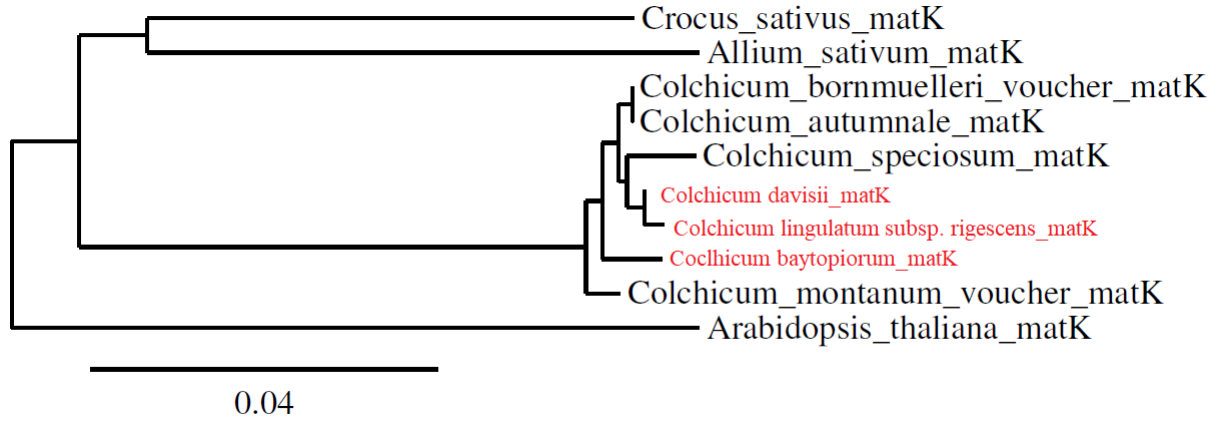 Crocus_sativus_matK
Allium_sativum_matK
Colchicum_bornmuelleri_voucher_matK
Colchicum_autumnale_matK
Colchicum_speciosum_matK
Colchicum davisii_matK
Colchicum lingulatum subsp. rigescens_matK
Coclhicum baytopiorum_matK
Colchicum_montanum_voucher_matK
Arabidopsis_thaliana_matK
0.04